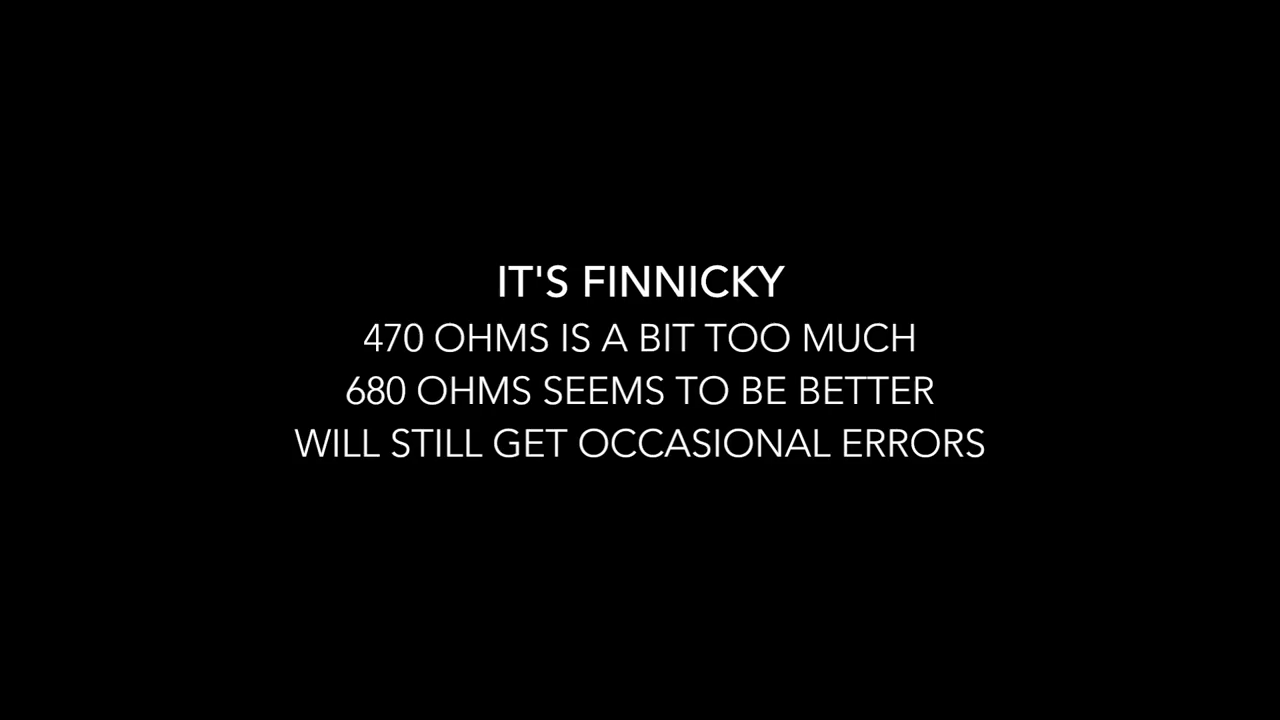 IT'S FINNICKY
470 OHMS IS A BIT TOO MUCH
680 OHMS SEEMS TO BE BETTER
WILL STILL GET OCCASIONAL ERRORS